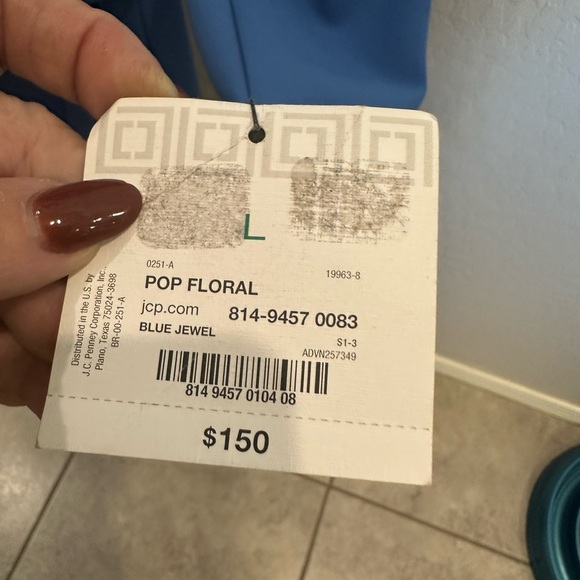 L
0251-A
19963-8
POP FLORAL
jcp.com 814-9457 0083
BLUE JEWEL
S1-3
ADVN257349
814 9457 0104 08
$150
Distributed in the U.S. by
J.C. Penney Corporation, Inc.
Plano, Texas 75024-3698
BR-00-251-A